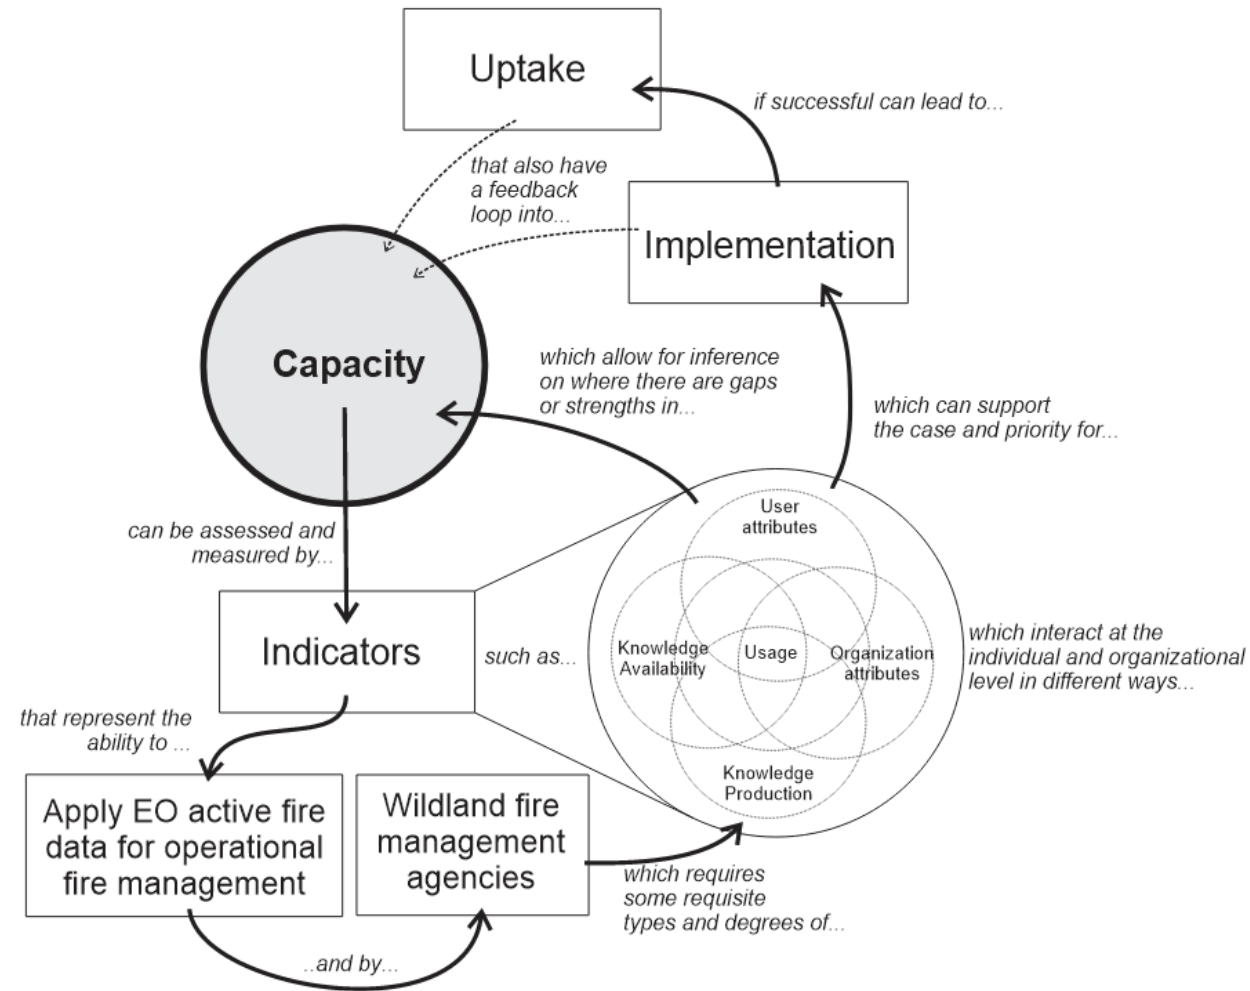 Uptake
if successful can lead to...
that also have
a feedback
loop into...
Implementation
Capacity
which allow for inference
on where there are gaps
or strengths in...
which can support
the case and priority for...
can be assessed and
measured by...
User
attributes
Indicators
such as...
Knowledge
Availability
Usage
Organization
attributes
which interact at the
individual and organizational
level in different ways...
that represent the
ability to ...
Knowledge
Production
Apply EO active fire
data for operational
fire management
Wildland fire
management
agencies
which requires
some requisite
types and degrees of...
..and by...